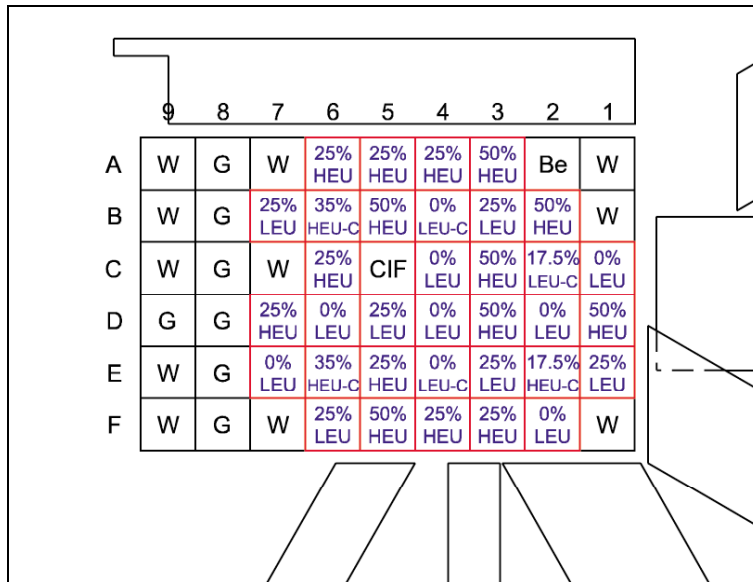 9 8 7 6 5 4 3 2 1
A W G W 25% HEU 25% HEU 25% HEU 50% HEU Be W
B W G 25% LEU 35% HEU-C 50% HEU 0% LEU-C 25% LEU 50% HEU W
C W G W 25% HEU CIF 0% LEU 50% HEU 17.5% LEU-C 0% LEU
D G G 25% HEU 0% LEU 25% LEU 0% LEU 50% HEU 0% LEU 50% HEU
E W G 0% LEU 35% HEU-C 25% HEU 0% LEU-C 25% LEU 17.5% HEU-C 25% LEU
F W G W 25% LEU 50% HEU 25% HEU 25% HEU 0% LEU W